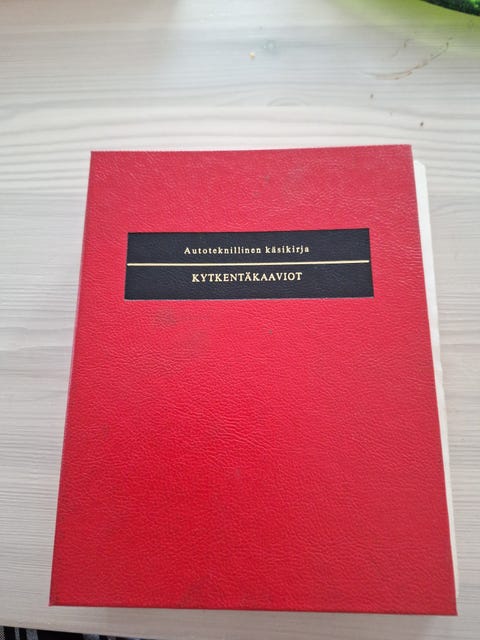 Autoteknillinen käsikirja
KYTKENTÄKAAVIOT